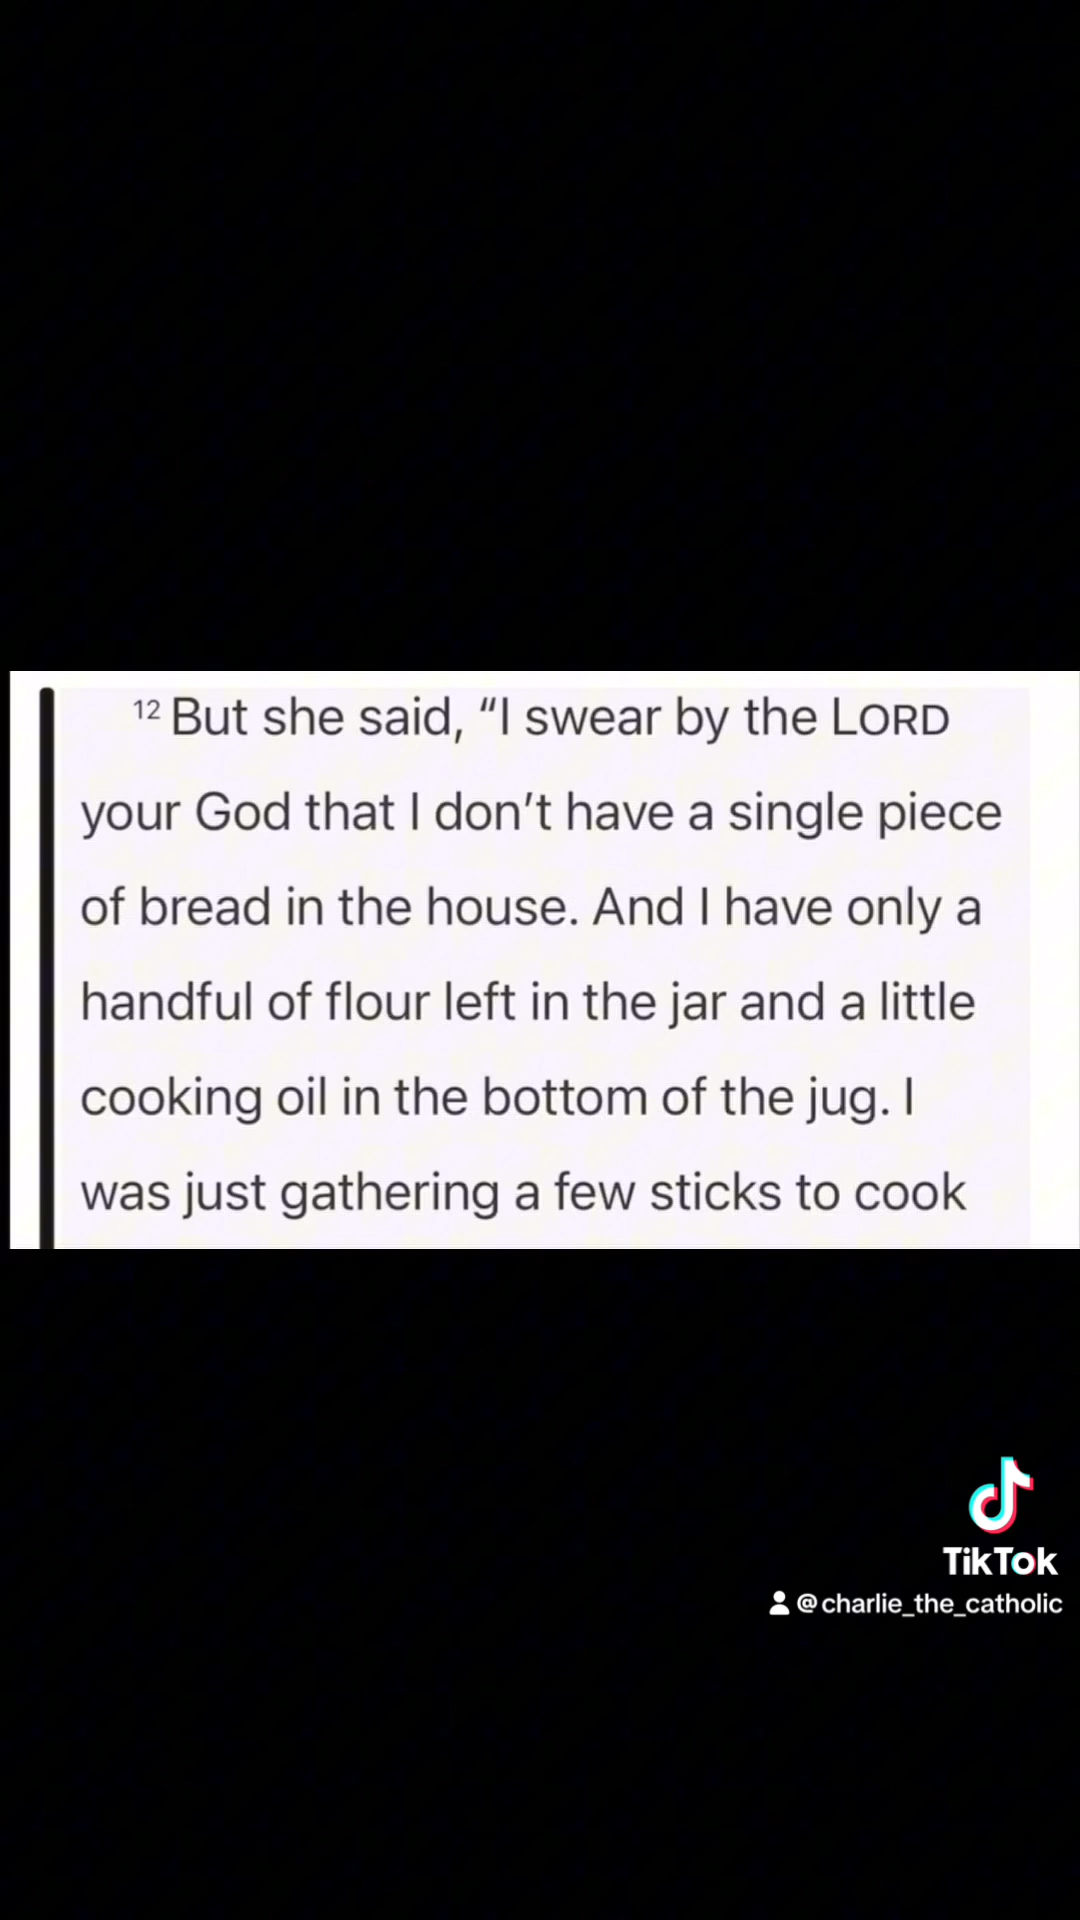 12 But she said, “I swear by the LORD
your God that I don’t have a single piece
of bread in the house. And I have only a
handful of flour left in the jar and a little
cooking oil in the bottom of the jug. I
was just gathering a few sticks to cook
TikTok
@charlie_the_catholic